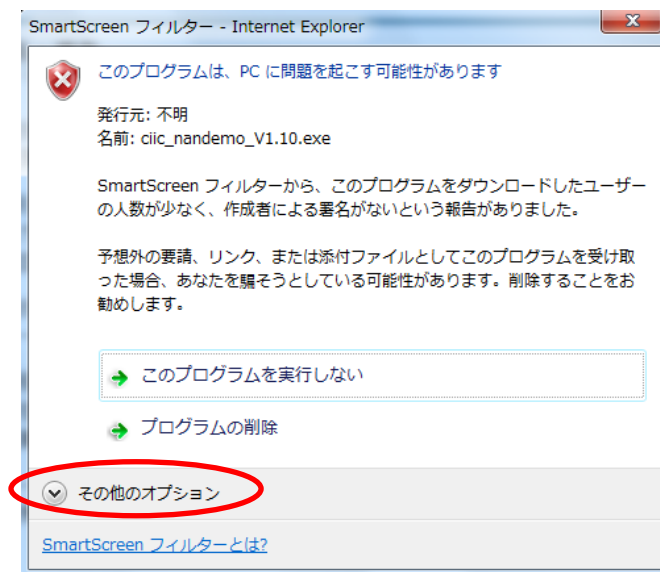 SmartScreen フィルター - Internet Explorer
このプログラムは、PC に問題を起こす可能性があります
発行元: 不明
名前: ciic_nandemo_V1.10.exe
SmartScreen フィルターから、このプログラムをダウンロードしたユーザー
の人数が少なく、作成者による署名がないという報告がありました。
予想外の要請、リンク、または添付ファイルとしてこのプログラムを受け取
った場合、あなたを騙そうとしている可能性があります。削除することをお
勧めします。
このプログラムを実行しない
プログラムの削除
その他のオプション
SmartScreen フィルターとは?